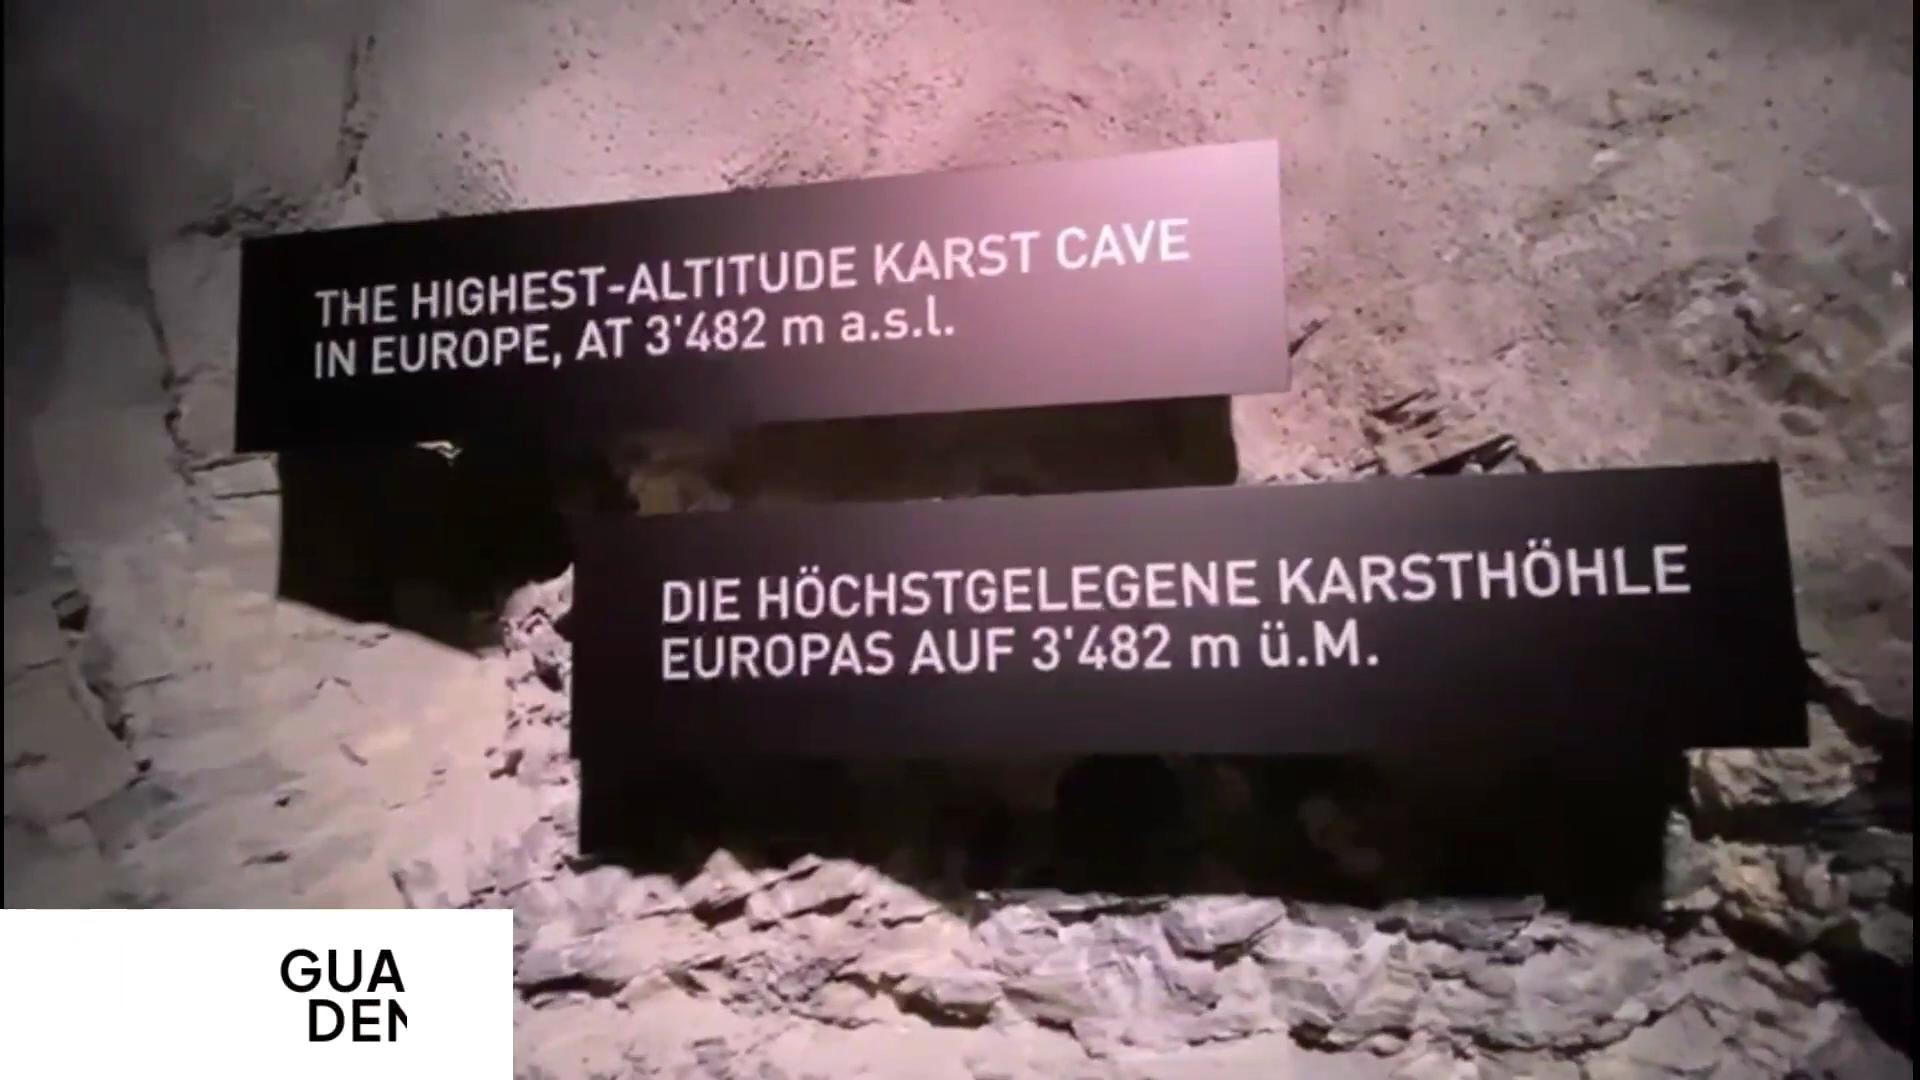 THE HIGHEST-ALTITUDE KARST CAVE
IN EUROPE, AT 3'482 m a.s.l.
DIE HÖCHSTGELEGENE KARSTHÖHLE
EUROPAS AUF 3'482 m ü.M.
GUA
DEN